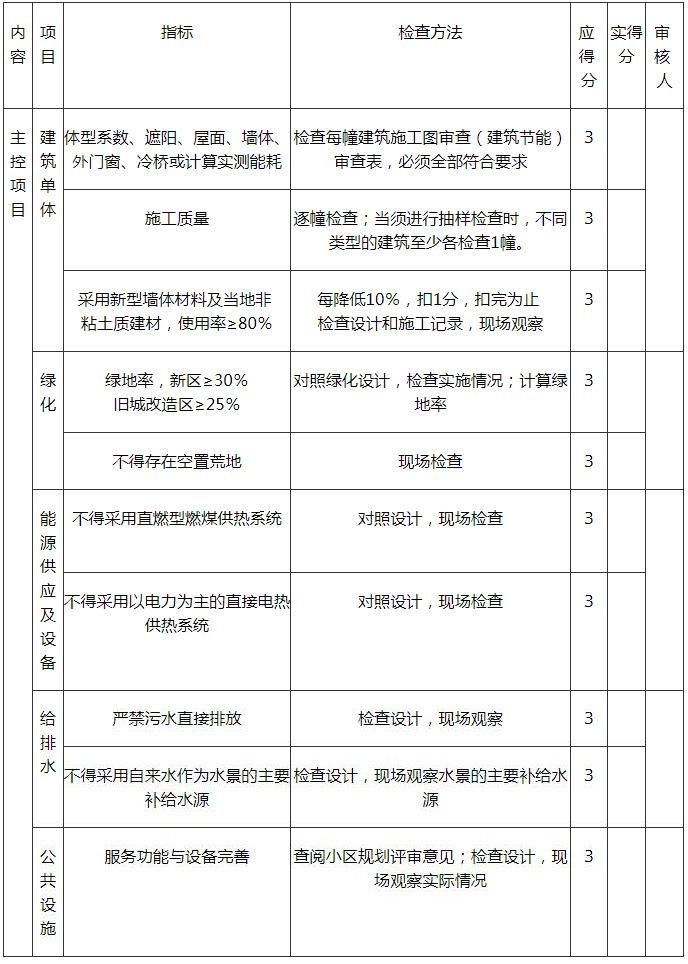 内容
项目
指标
检查方法
应得分
实得分
审核人
主控项目
建筑单体
体型系数、遮阳、屋面、墙体、
外门窗、冷桥或计算实测能耗
检查每幢建筑施工图审查（建筑节能）
审查表，必须全部符合要求
3
施工质量
逐幢检查；当须进行抽样检查时，不同
类型的建筑至少各检查1幢。
3
采用新型墙体材料及当地非
粘土质建材，使用率≥80%
每降低10%，扣1分，扣完为止
检查设计和施工记录，现场观察
3
绿化
绿地率，新区≥30%
旧城改造区≥25%
对照绿化设计，检查实施情况；计算绿
地率
3
不得存在空置荒地
现场检查
3
能源供应及设备
不得采用直燃型燃煤供热系统
对照设计，现场检查
3
不得采用以电力为主的直接电热
供热系统
对照设计，现场检查
3
给排水
严禁污水直接排放
检查设计，现场观察
3
不得采用自来水作为水景的主要
补给水源
检查设计，现场观察水景的主要补给水
源
3
公共设施
服务功能与设备完善
查阅小区规划评审意见；检查设计，现
场观察实际情况
3